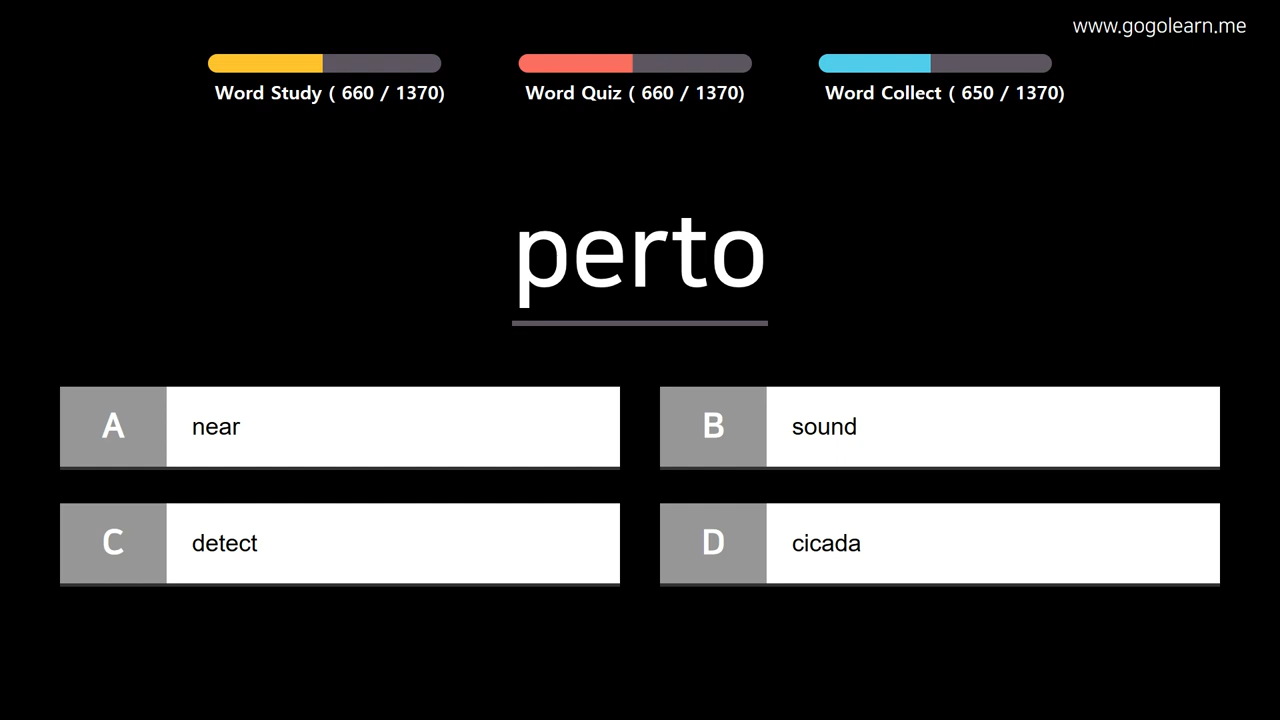 www.gogolearn.me
Word Study ( 660 / 1370)
Word Quiz ( 660 / 1370)
Word Collect ( 650 / 1370)
perto
A near
B sound
C detect
D cicada